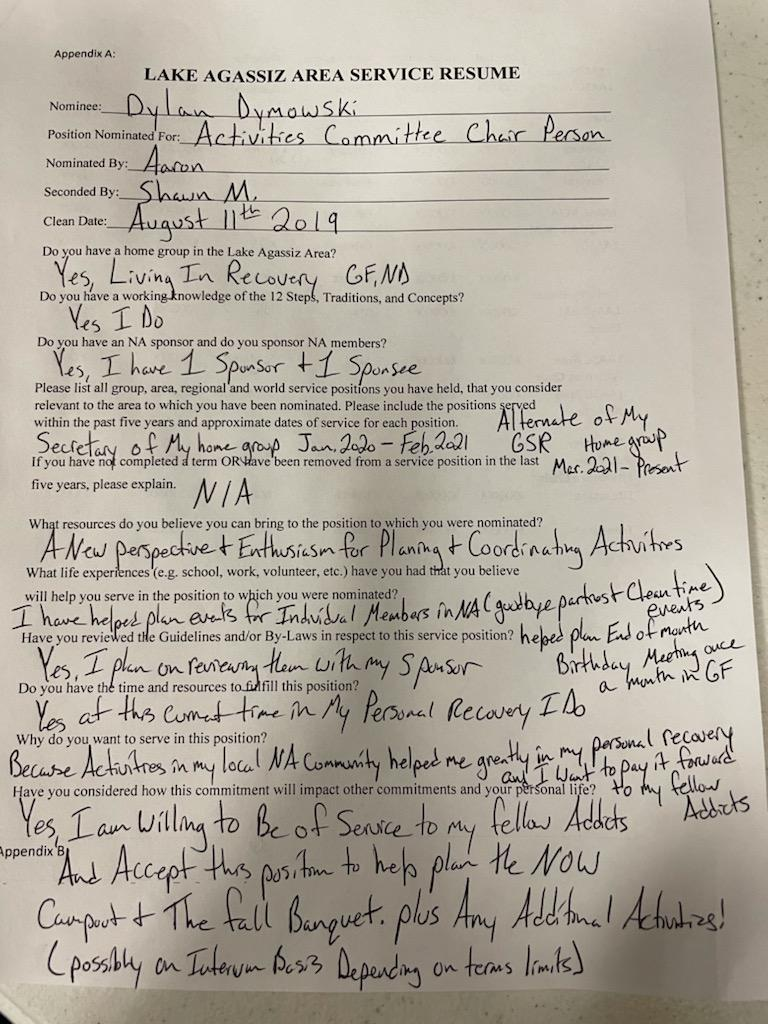 Appendix A:
LAKE AGASSIZ AREA SERVICE RESUME
Nominee: Dylan Dymowski
Position Nominated For: Activities Committee Chair Person
Nominated By: Aaron
Seconded By: Shawn M.
Clean Date: August 11th 2019
Do you have a home group in the Lake Agassiz Area?
Yes, Living In Recovery GF, ND
Do you have a working knowledge of the 12 Steps, Traditions, and Concepts?
Yes I Do
Do you have an NA sponsor and do you sponsor NA members?
Yes, I have 1 Sponsor + 1 Sponsee
Please list all group, area, regional and world service positions you have held, that you consider
relevant to the area to which you have been nominated. Please include the positions served
within the past five years and approximate dates of service for each position.
Secretary of My home group Jan. 2020 - Feb. 2021
Alternate of My
GSR Home group
Mar. 2021 - Present
If you have not completed a term OR have been removed from a service position in the last
five years, please explain. N/A
What resources do you believe you can bring to the position to which you were nominated?
A New perspective + Enthusiasm for Planing + Coordinating Activities
What life experiences (e.g. school, work, volunteer, etc.) have you had that you believe
will help you serve in the position to which you were nominated?
I have helped plan events for Individual Members in NA (goodbye + Clean time)
events
helped plan End of month
Birthday Meeting once
a month in GF
Have you reviewed the Guidelines and/or By-Laws in respect to this service position?
Yes, I plan on reviewing them with my Sponsor
Do you have the time and resources to fulfill this position?
Yes at this current time in My Personal Recovery I Do
Why do you want to serve in this position?
Because Activities in my local NA Community helped me greatly in my personal recovery
and I want to pay it forward
to my fellow
Addicts
Have you considered how this commitment will impact other commitments and your personal life?
Yes, I am Willing to Be of Service to my fellow Addicts
Appendix B
And Accept this position to help plan the NOW
Campout + The fall Banquet. plus Any Additinal Activities!
(possibly on Interum Basis Depending on terms limits)